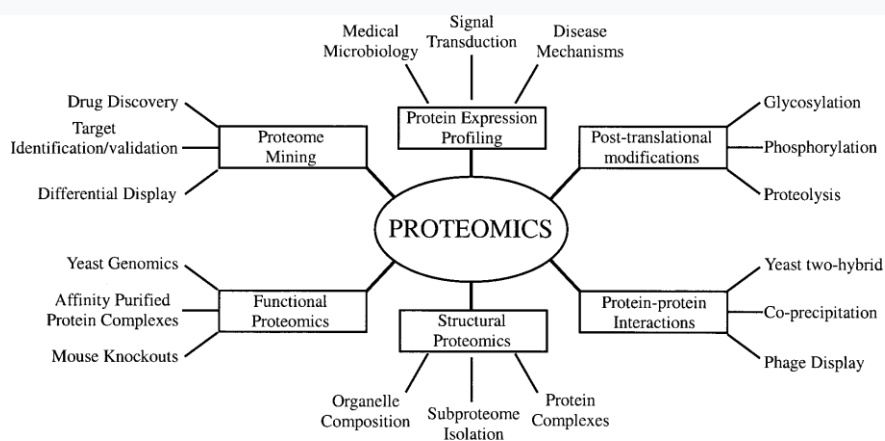 Medical
Microbiology
Signal
Transduction
Disease
Mechanisms
Protein Expression
Profiling
Drug Discovery
Target
Identification/validation
Differential Display
Proteome
Mining
Post-translational
modifications
Glycosylation
Phosphorylation
Proteolysis
PROTEOMICS
Yeast Genomics
Affinity Purified
Protein Complexes
Mouse Knockouts
Functional
Proteomics
Structural
Proteomics
Organelle
Composition
Subproteome
Isolation
Protein
Complexes
Protein-protein
Interactions
Yeast two-hybrid
Co-precipitation
Phage Display